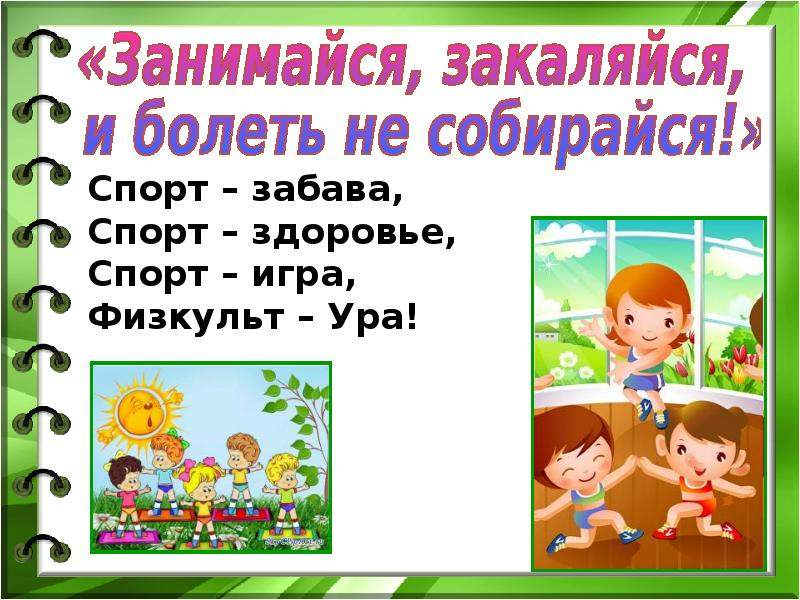 «Занимайся, закаляйся,
и болеть не собирайся!»
Спорт – забава,
Спорт – здоровье,
Спорт – игра,
Физкульт – Ура!